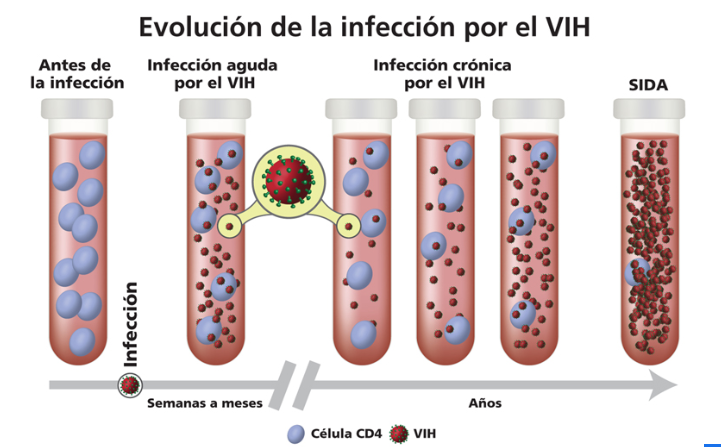 Evolución de la infección por el VIH
Antes de
la infección
Infección aguda
por el VIH
Infección crónica
por el VIH
SIDA
Infección
Semanas a meses
Años
Célula CD4
VIH